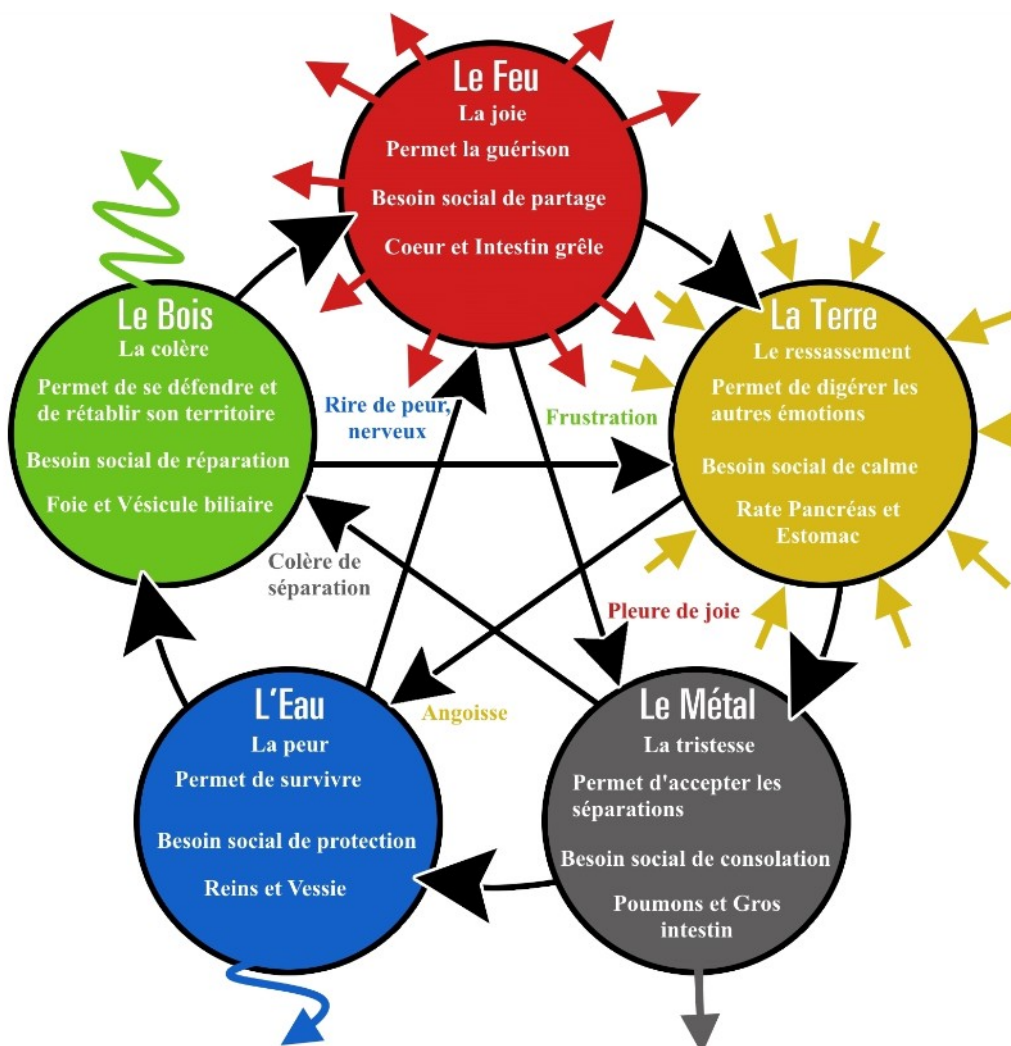 Le Feu
La joie
Permet la guérison
Besoin social de partage
Coeur et Intestin grêle
Le Bois
La colère
Permet de se défendre et
de rétablir son territoire
Besoin social de réparation
Foie et Vésicule biliaire
La Terre
Le ressassement
Permet de digérer les
autres émotions
Besoin social de calme
Rate Pancréas et
Estomac
Rire de peur,
nerveux
Frustration
Colère de
séparation
Pleure de joie
Angoisse
L'Eau
La peur
Permet de survivre
Besoin social de protection
Reins et Vessie
Le Métal
La tristesse
Permet d'accepter les
séparations
Besoin social de consolation
Poumons et Gros
intestin